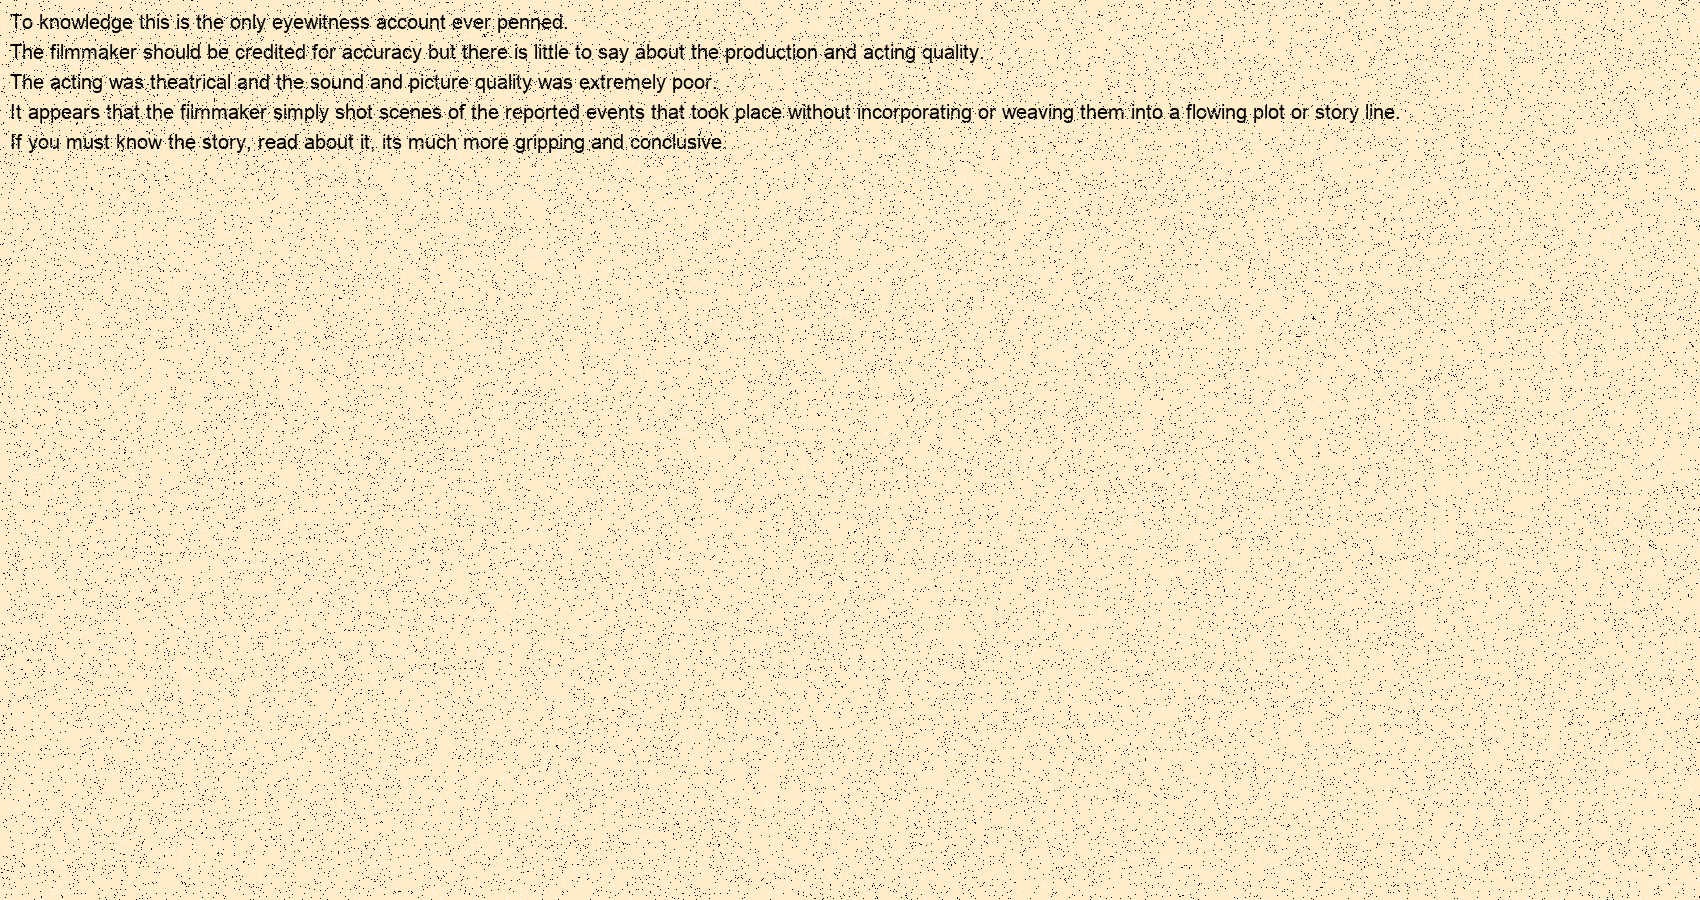 To knowledge this is the only eyewitness account ever penned.
The filmmaker should be credited for accuracy but there is little to say about the production and acting quality.
The acting was theatrical and the sound and picture quality was extremely poor.
It appears that the filmmaker simply shot scenes of the reported events that took place without incorporating or weaving them into a flowing plot or story line.
If you must know the story, read about it, its much more gripping and conclusive.